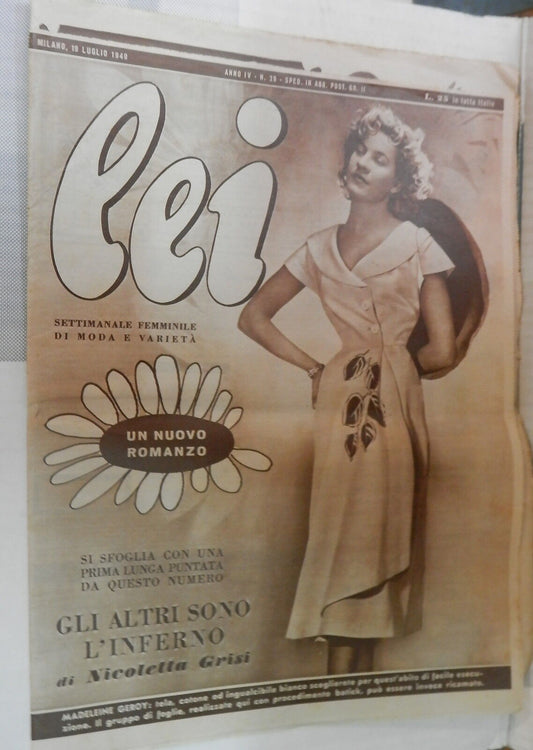 MILANO, 19 LUGLIO 1949
ANNO IV - N. 29 - SPED. IN ABB. POST. GR. II
L. 25 in tutta Italia
lei
SETTIMANALE FEMMINILE
DI MODA E VARIETÀ
UN NUOVO
ROMANZO
SI SFOGLIA CON UNA
PRIMA LUNGA PUNTATA
DA QUESTO NUMERO
GLI ALTRI SONO
L'INFERNO
di Nicoletta Grisi
MADELEINE GEROY: tela, cotone ed ingualcibile bianco scegliarete per quest'abito di facile esecu-
zione. Il gruppo di foglie, realizzate qui con procedimento batick, può essere invece ricamato.